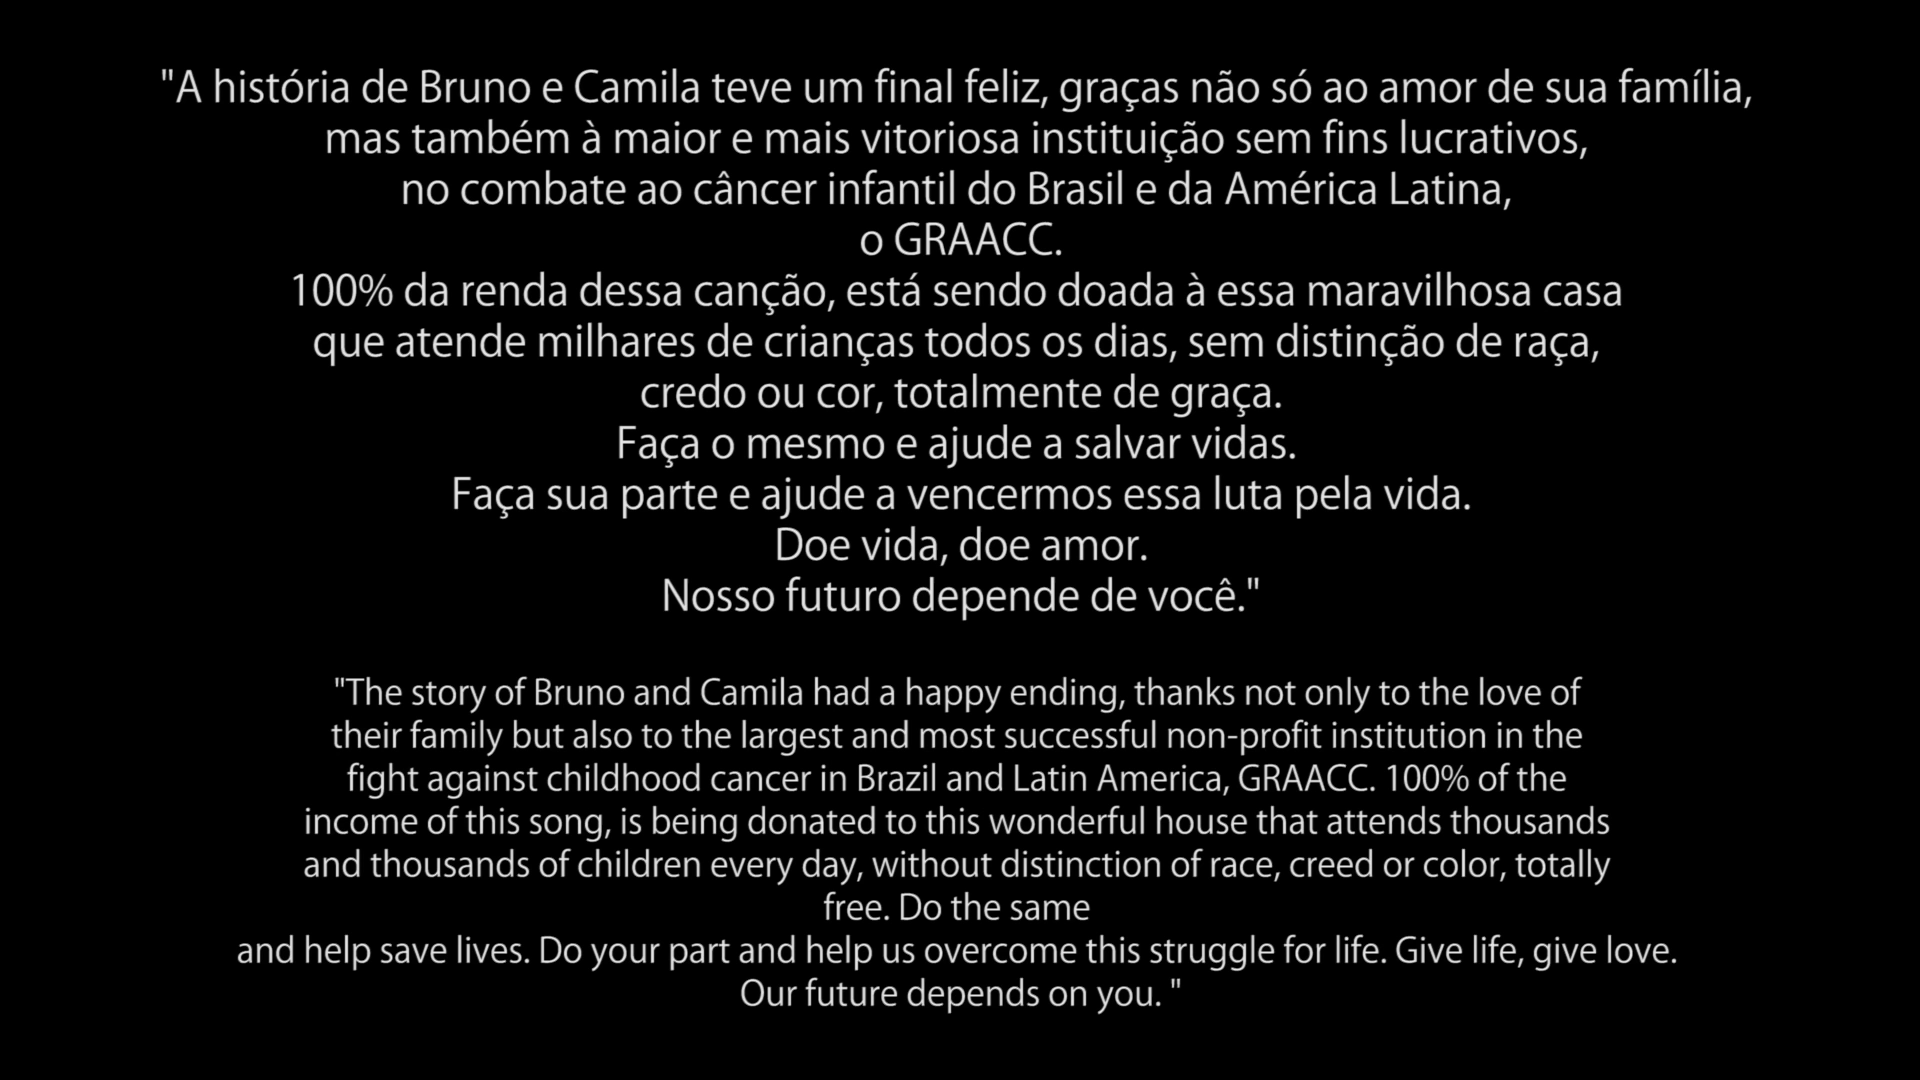 "A história de Bruno e Camila teve um final feliz, graças não só ao amor de sua família,
mas também à maior e mais vitoriosa instituição sem fins lucrativos,
no combate ao câncer infantil do Brasil e da América Latina,
o GRAACC.
100% da renda dessa canção, está sendo doada à essa maravilhosa casa
que atende milhares de crianças todos os dias, sem distinção de raça,
credo ou cor, totalmente de graça.
Faça o mesmo e ajude a salvar vidas.
Faça sua parte e ajude a vencermos essa luta pela vida.
Doe vida, doe amor.
Nosso futuro depende de você."
"The story of Bruno and Camila had a happy ending, thanks not only to the love of
their family but also to the largest and most successful non-profit institution in the
fight against childhood cancer in Brazil and Latin America, GRAACC. 100% of the
income of this song, is being donated to this wonderful house that attends thousands
and thousands of children every day, without distinction of race, creed or color, totally
free. Do the same
and help save lives. Do your part and help us overcome this struggle for life. Give life, give love.
Our future depends on you. "